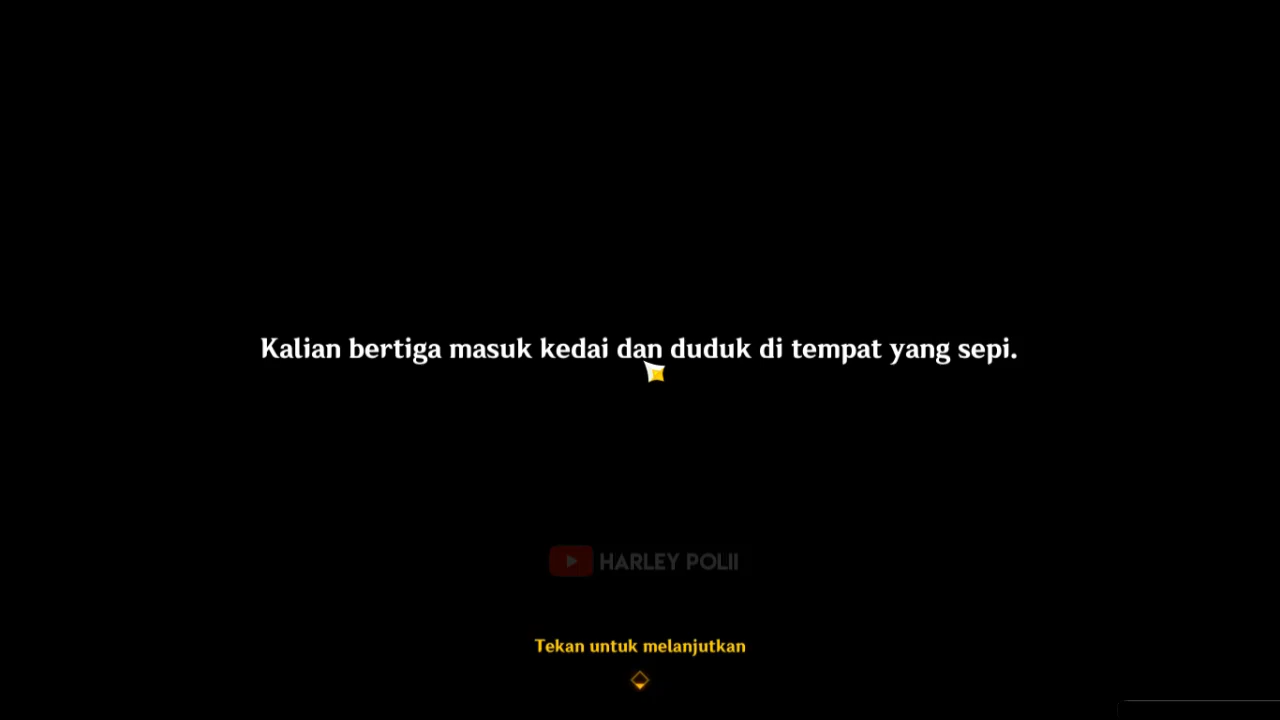 Kalian bertiga masuk kedai dan duduk di tempat yang sepi.
HARLEY POLII
Tekan untuk melanjutkan